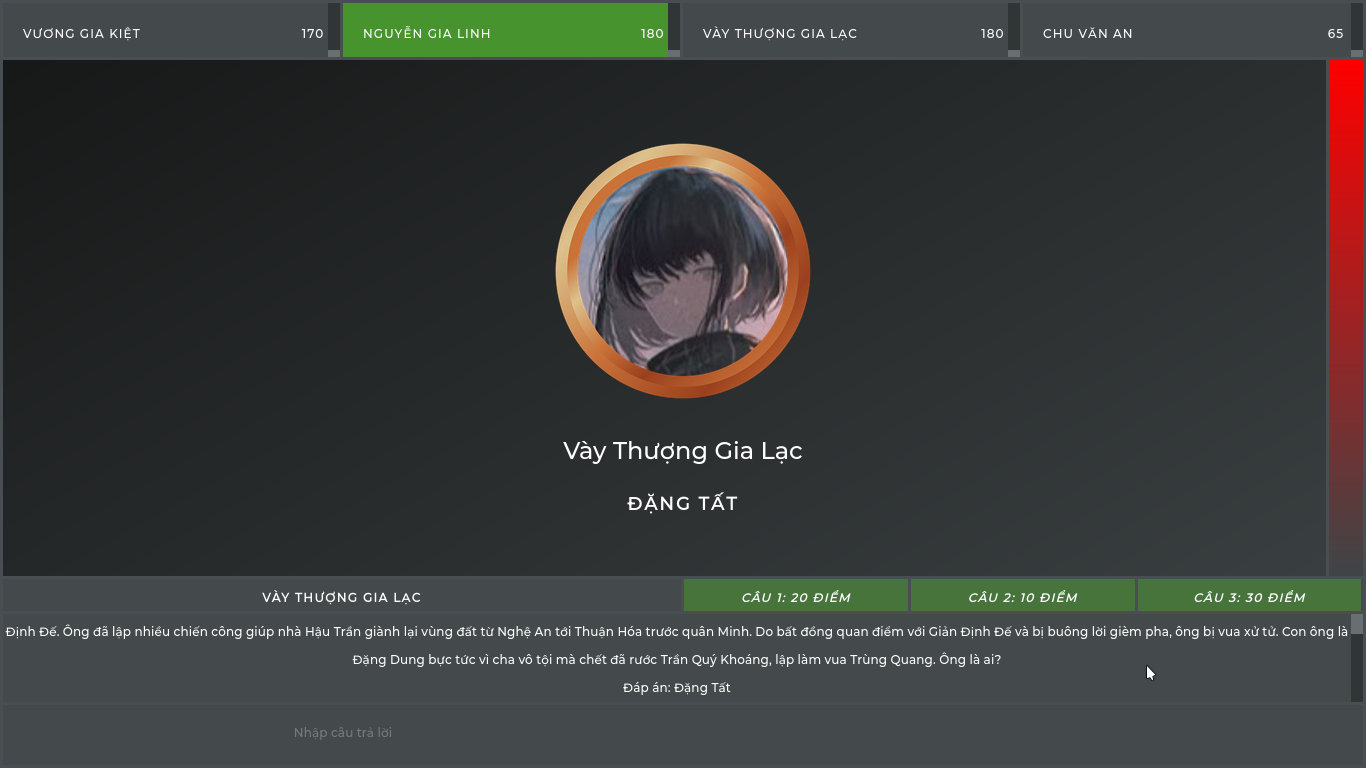 VƯƠNG GIA KIỆT 170
NGUYỄN GIA LINH 180
VÀY THƯỢNG GIA LẠC 180
CHU VĂN AN 65
Vày Thượng Gia Lạc
ĐẶNG TẤT
VÀY THƯỢNG GIA LẠC
CÂU 1: 20 ĐIỂM
CÂU 2: 10 ĐIỂM
CÂU 3: 30 ĐIỂM
Định Đế. Ông đã lập nhiều chiến công giúp nhà Hậu Trần giành lại vùng đất từ Nghệ An tới Thuận Hóa trước quân Minh. Do bất đồng quan điểm với Giản Định Đế và bị buông lời gièm pha, ông bị vua xử tử. Con ông là
Đặng Dung bực tức vì cha vô tội mà chết đã rước Trần Quý Khoáng, lập làm vua Trùng Quang. Ông là ai?
Đáp án: Đặng Tất
Nhập câu trả lời